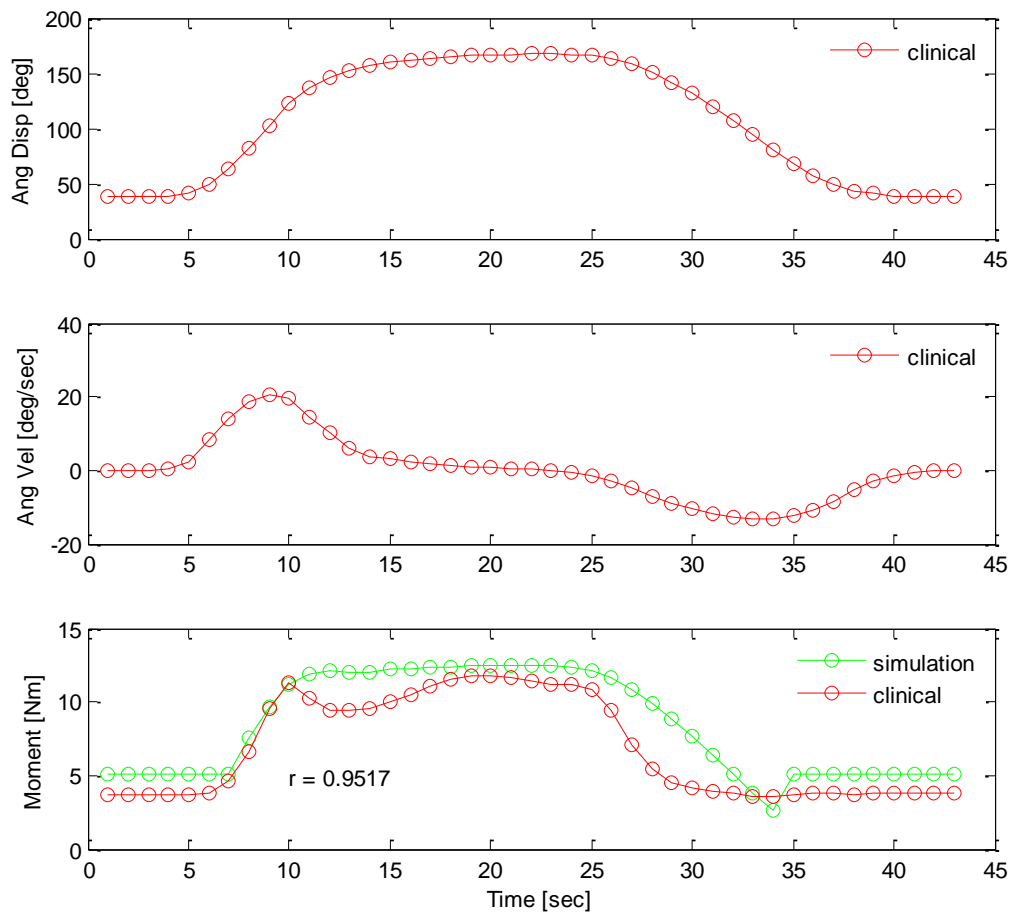 200
150
100
50
0
Ang Disp [deg]
clinical
0 5 10 15 20 25 30 35 40 45
40
20
0
-20
Ang Vel [deg/sec]
clinical
0 5 10 15 20 25 30 35 40 45
15
10
5
0
Moment [Nm]
simulation
clinical
r = 0.9517
0 5 10 15 20 25 30 35 40 45
Time [sec]